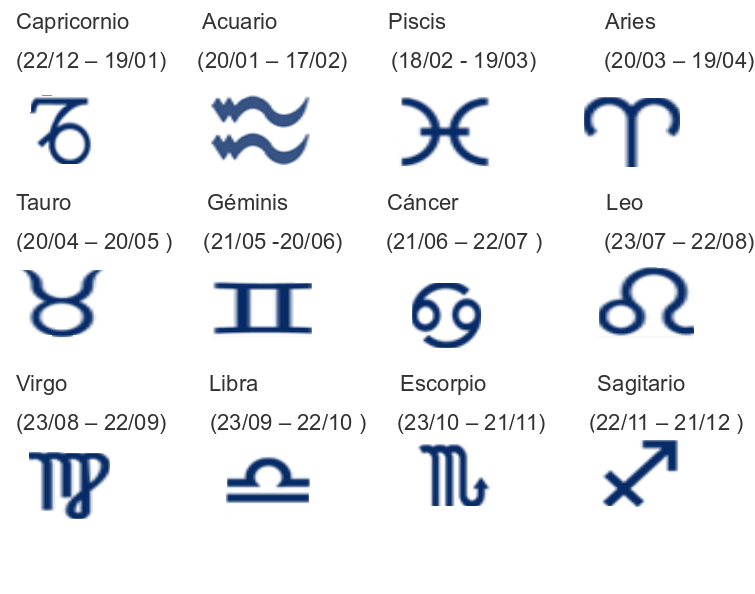 Capricornio Acuario Piscis Aries
(22/12 – 19/01) (20/01 – 17/02) (18/02 - 19/03) (20/03 – 19/04)
Tauro Géminis Cáncer Leo
(20/04 – 20/05 ) (21/05 -20/06) (21/06 – 22/07 ) (23/07 – 22/08)
Virgo Libra Escorpio Sagitario
(23/08 – 22/09) (23/09 – 22/10 ) (23/10 – 21/11) (22/11 – 21/12 )